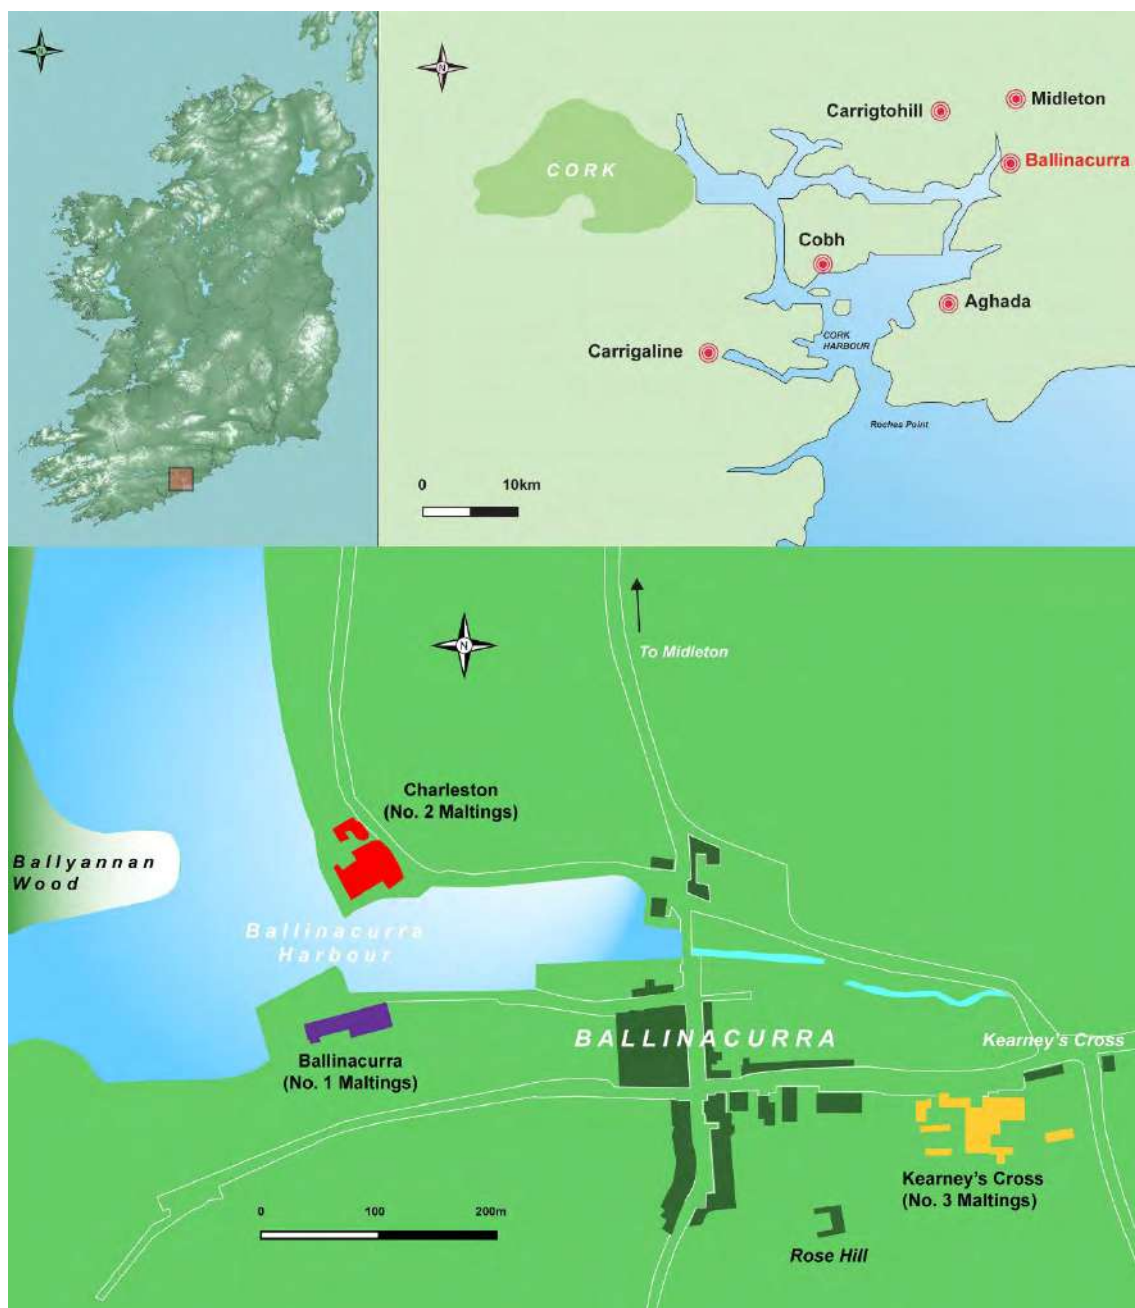 N
N
Carrigtohill
Midleton
Ballinacurra
CORK
Cobh
Aghada
CORK
HARBOUR
Carrigaline
Roches Point
0 10km
N
To Midleton
Charleston
(No. 2 Maltings)
Ballyannan
Wood
Ballinacurra
Harbour
BALLINACURRA
Kearney's Cross
Ballinacurra
(No. 1 Maltings)
Kearney's Cross
(No. 3 Maltings)
0 100 200m
Rose Hill